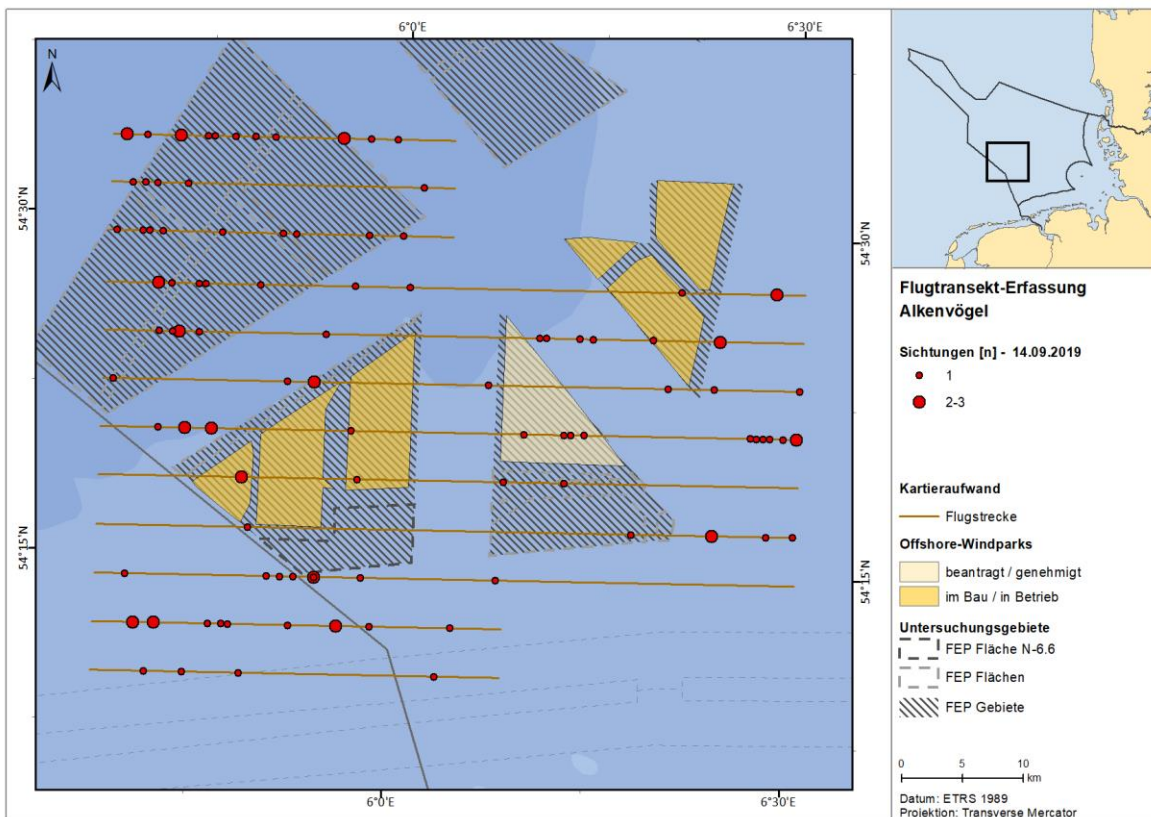 6°0'E
6°30'E
N
54°30'N
54°30'N
54°15'N
54°15'N
6°0'E
6°30'E
Flugtransekt-Erfassung
Alkenvögel
Sichtungen [n] - 14.09.2019
1
2-3
Kartieraufwand
Flugstrecke
Offshore-Windparks
beantragt / genehmigt
im Bau / in Betrieb
Untersuchungsgebiete
FEP Fläche N-6.6
FEP Flächen
FEP Gebiete
0 5 10
km
Datum: ETRS 1989
Projektion: Transverse Mercator